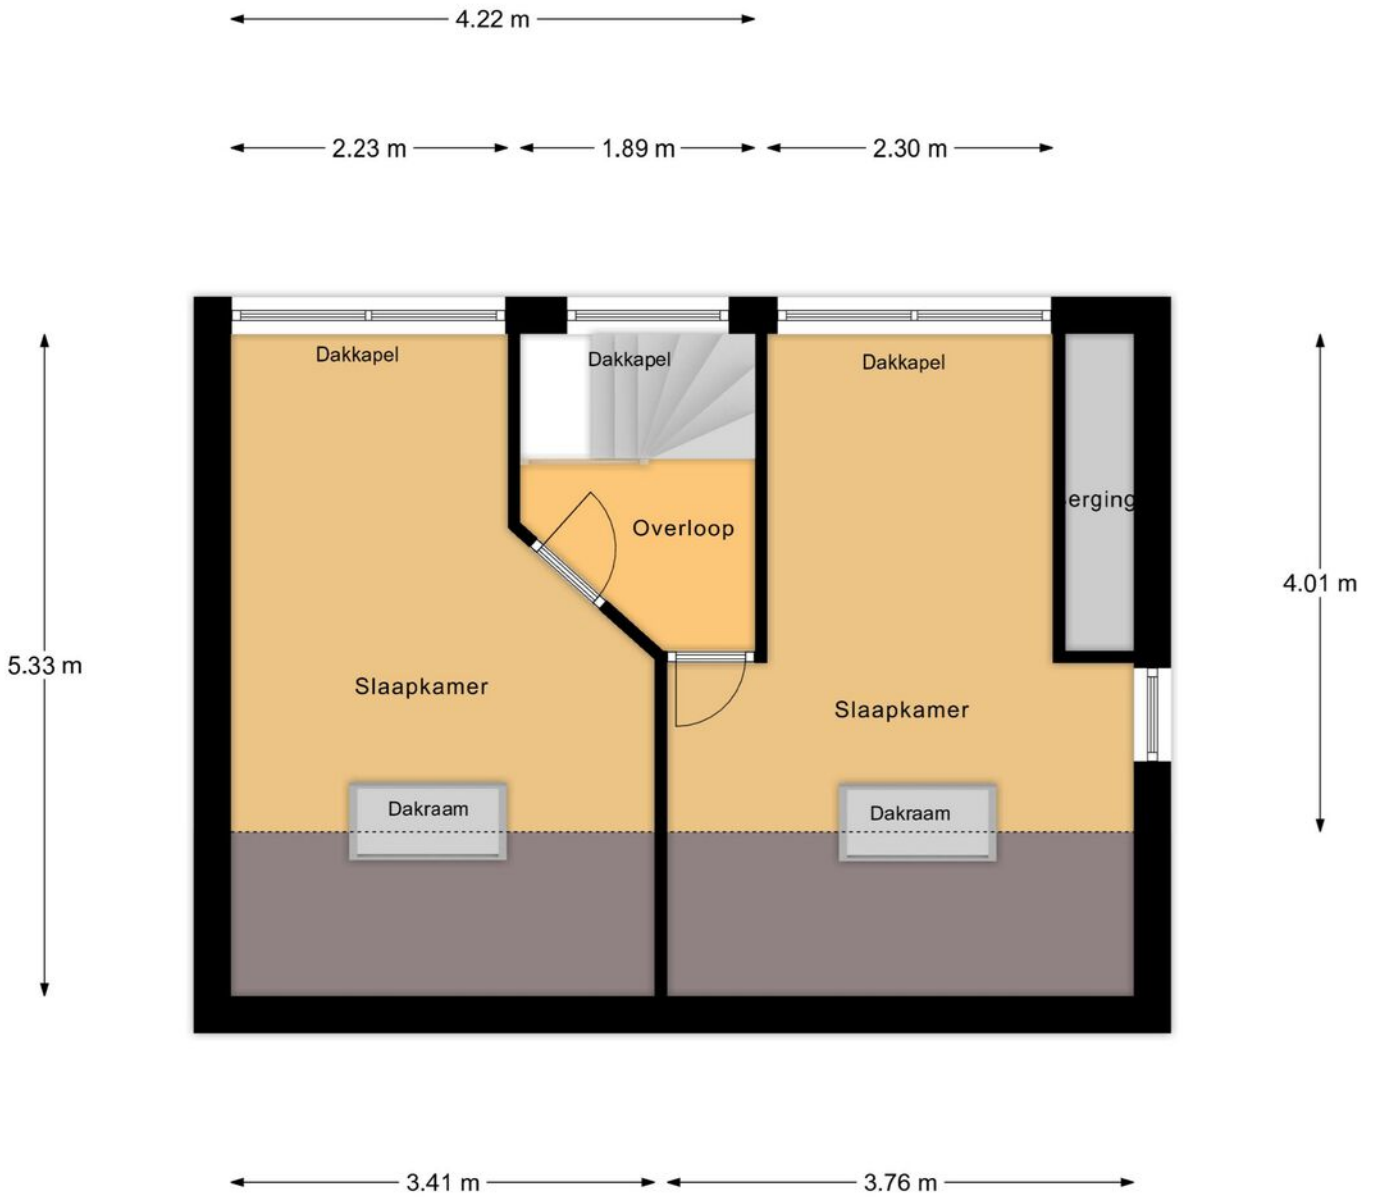 4.22 m
2.23 m
1.89 m
2.30 m
Dakkapel
Dakkapel
Dakkapel
erging
Overloop
4.01 m
5.33 m
Slaapkamer
Slaapkamer
Dakraam
Dakraam
3.41 m
3.76 m